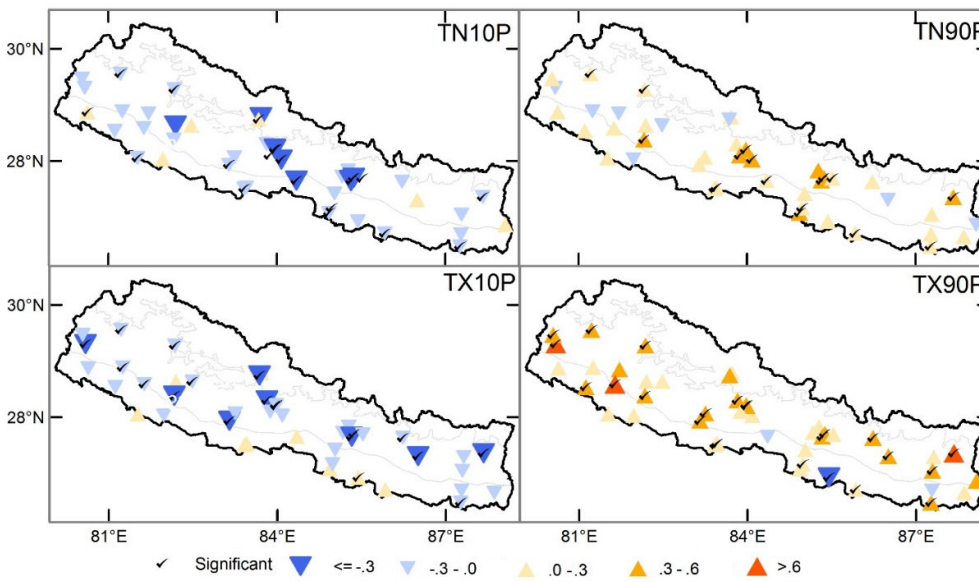 TN10P
TN90P
30°N
28°N
TX10P
TX90P
30°N
28°N
81°E 84°E 87°E 81°E 84°E 87°E
Significant <= -.3 -.3 - .0 .0 - .3 .3 - .6 >.6